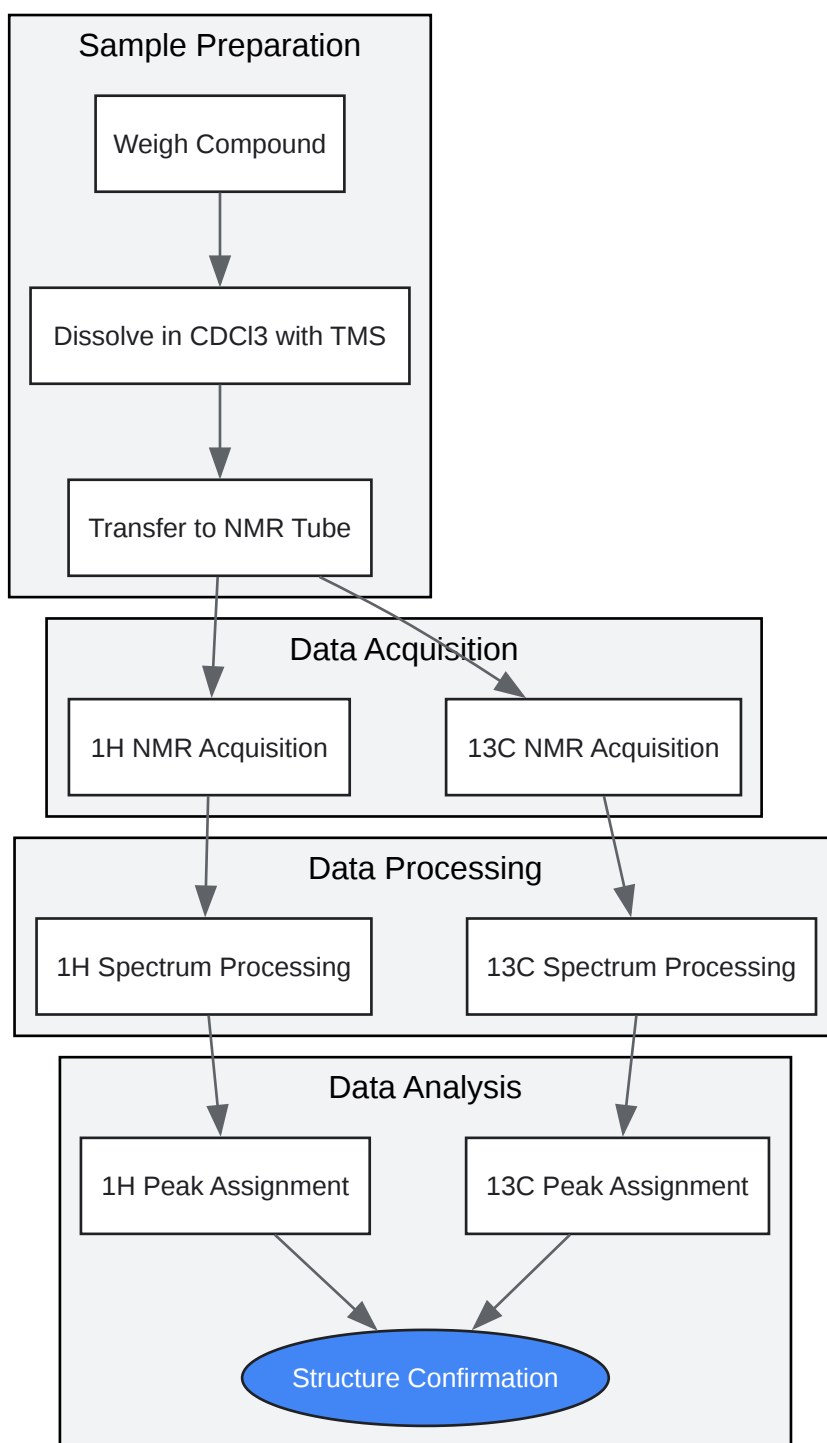 Sample Preparation
Weigh Compound
Dissolve in CDCl3 with TMS
Transfer to NMR Tube
Data Acquisition
1H NMR Acquisition
13C NMR Acquisition
Data Processing
1H Spectrum Processing
13C Spectrum Processing
Data Analysis
1H Peak Assignment
13C Peak Assignment
Structure Confirmation